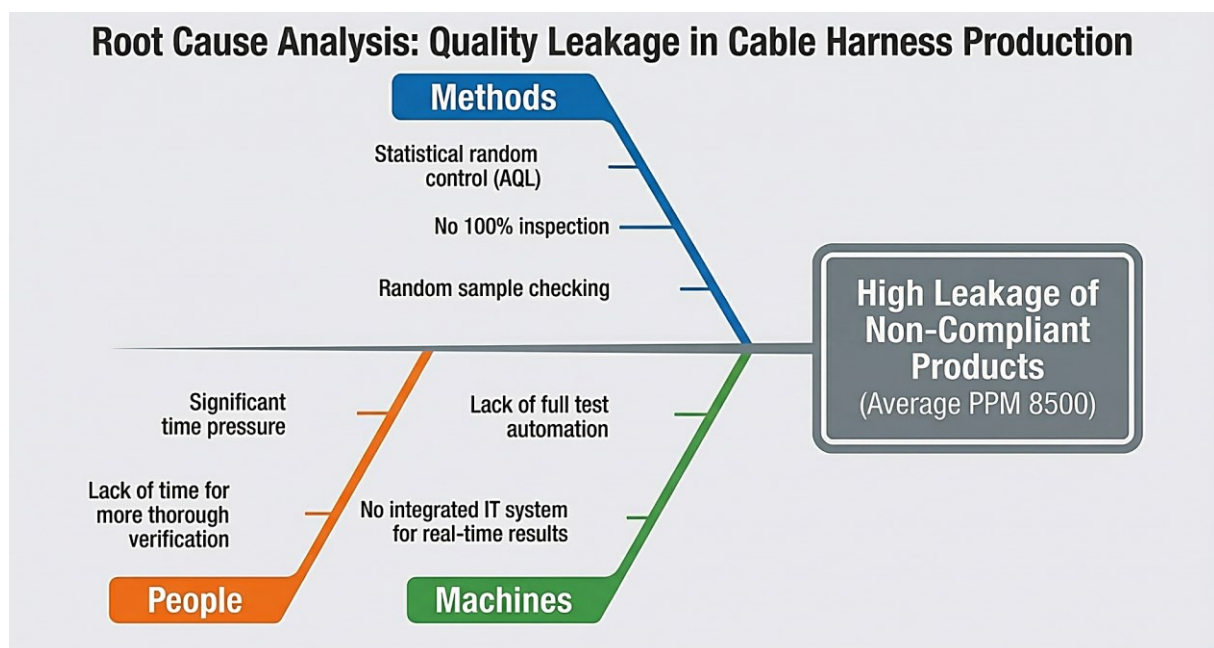 Root Cause Analysis: Quality Leakage in Cable Harness Production
Methods
Statistical random
control (AQL)
No 100% inspection
Random sample checking
High Leakage of
Non-Compliant
Products
(Average PPM 8500)
Significant
time pressure
Lack of time for
more thorough
verification
People
Lack of full test
automation
No integrated IT system
for real-time results
Machines